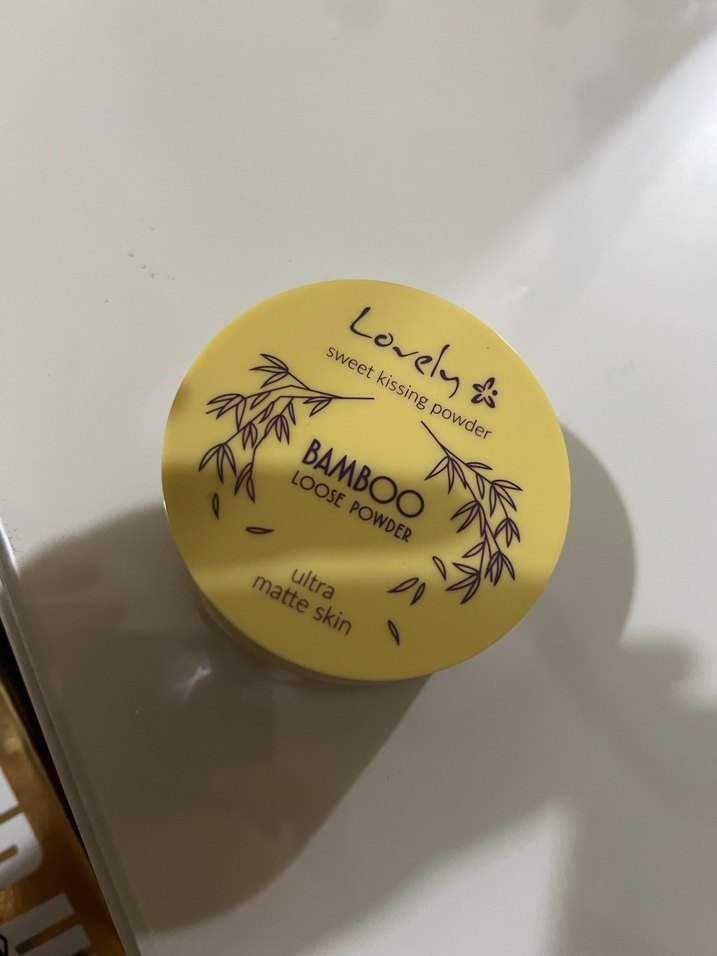 Lovely
sweet kissing powder
BAMBOO
LOOSE POWDER
ultra
matte skin